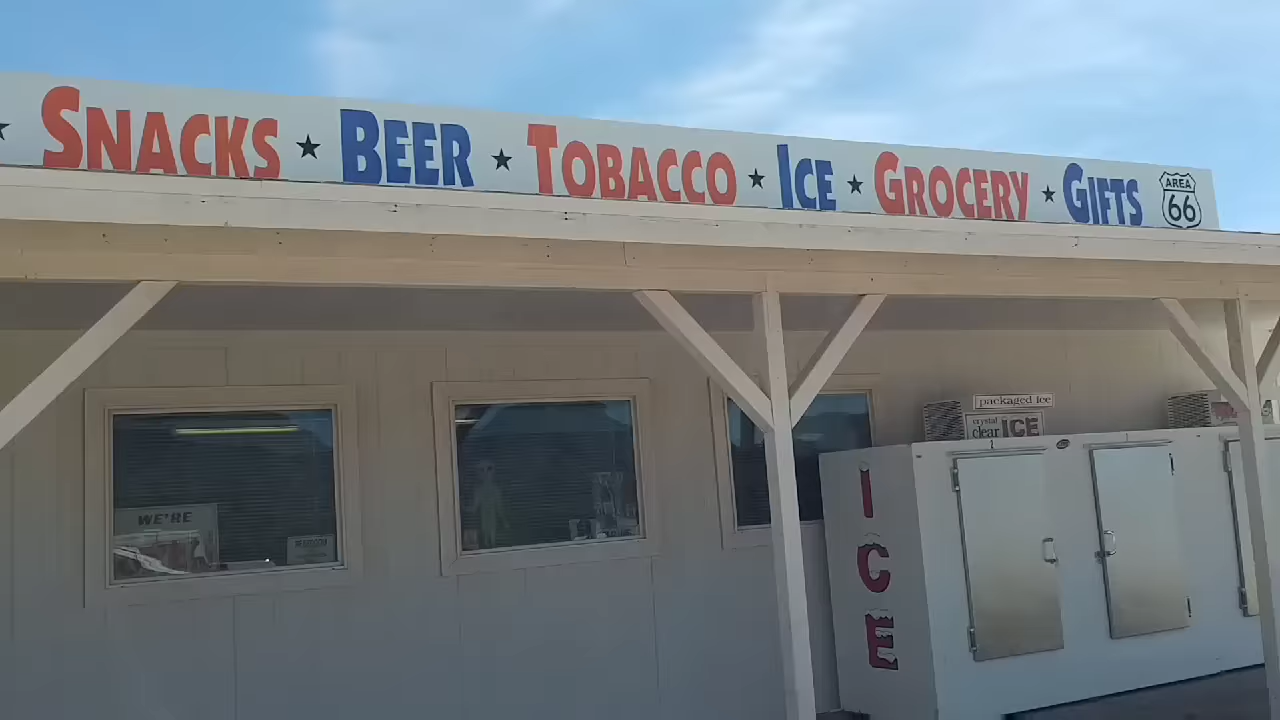 SNACKS ★ BEER ★ TOBACCO ★ ICE ★ GROCERY ★ GIFTS
AREA
66
packaged ice
crystal
clear ICE
WE'RE
ICE